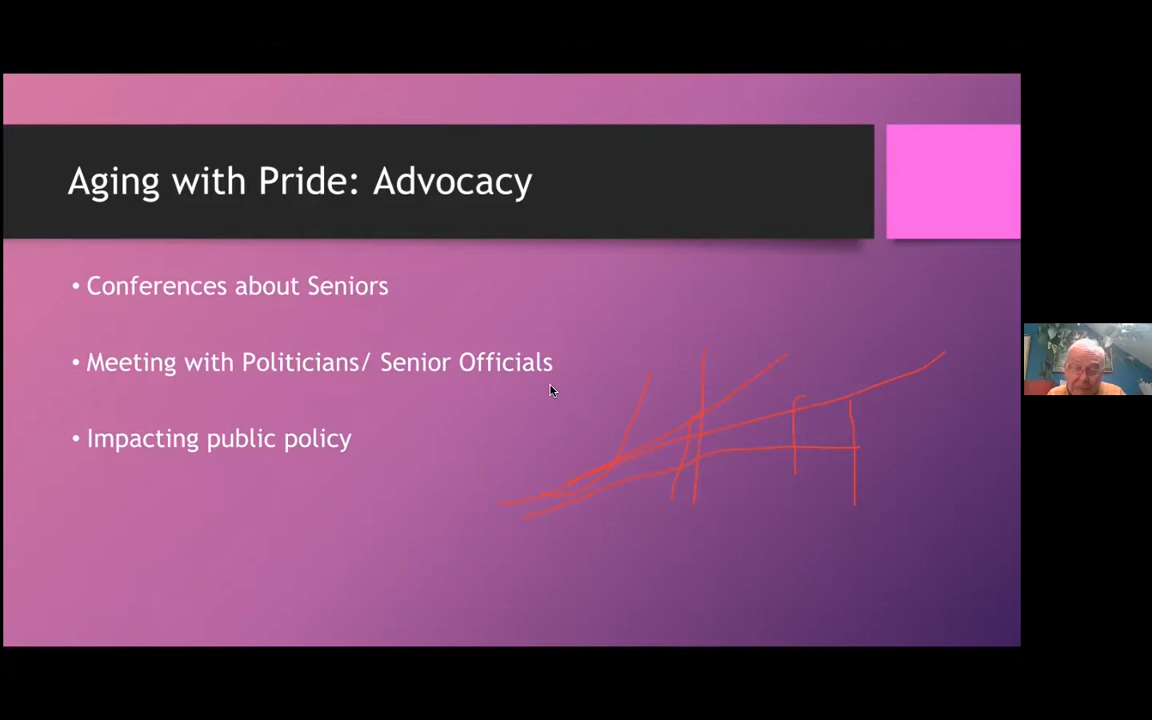 Aging with Pride: Advocacy
• Conferences about Seniors
• Meeting with Politicians/ Senior Officials
• Impacting public policy